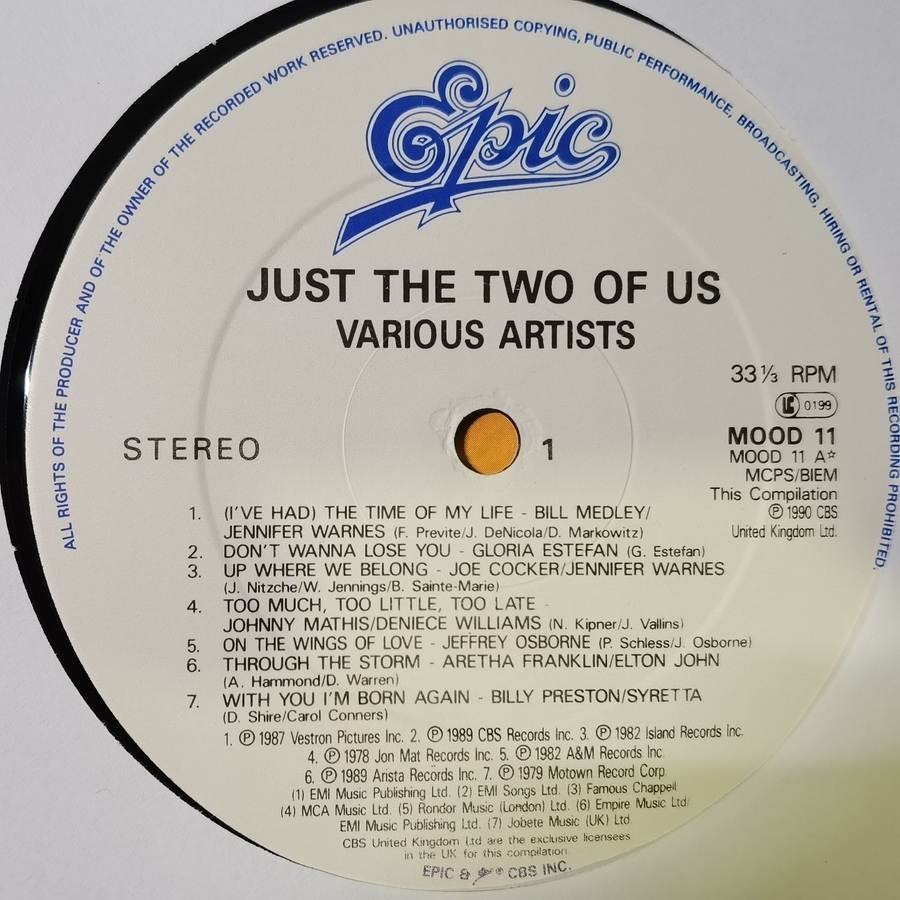 ALL RIGHTS OF THE PRODUCER AND OF THE OWNER OF THE RECORDED WORK RESERVED. UNAUTHORISED COPYING, PUBLIC PERFORMANCE, BROADCASTING, HIRING OR RENTAL OF THIS RECORDING PROHIBITED.
Epic
JUST THE TWO OF US
VARIOUS ARTISTS
33⅓ RPM
LC 0199
STEREO
1
MOOD 11
MOOD 11 A☆
MCPS/BIEM
This Compilation
℗ 1990 CBS
United Kingdom Ltd.
1. (I'VE HAD) THE TIME OF MY LIFE - BILL MEDLEY/
JENNIFER WARNES (F. Previte/J. DeNicola/D. Markowitz)
2. DON'T WANNA LOSE YOU - GLORIA ESTEFAN (G. Estefan)
3. UP WHERE WE BELONG - JOE COCKER/JENNIFER WARNES
(J. Nitzche/W. Jennings/B. Sainte-Marie)
4. TOO MUCH, TOO LITTLE, TOO LATE -
JOHNNY MATHIS/DENIECE WILLIAMS (N. Kipner/J. Vallins)
5. ON THE WINGS OF LOVE - JEFFREY OSBORNE (P. Schless/J. Osborne)
6. THROUGH THE STORM - ARETHA FRANKLIN/ELTON JOHN
(A. Hammond/D. Warren)
7. WITH YOU I'M BORN AGAIN - BILLY PRESTON/SYRETTA
(D. Shire/Carol Conners)
1. ℗ 1987 Vestron Pictures Inc. 2. ℗ 1989 CBS Records Inc. 3. ℗ 1982 Island Records Inc.
4. ℗ 1978 Jon Mat Records Inc. 5. ℗ 1982 A&M Records Inc.
6. ℗ 1989 Arista Records Inc. 7. ℗ 1979 Motown Record Corp.
(1) EMI Music Publishing Ltd. (2) EMI Songs Ltd. (3) Famous Chappell
(4) MCA Music Ltd. (5) Rondor Music (London) Ltd. (6) Empire Music Ltd/
EMI Music Publishing Ltd. (7) Jobete Music (UK) Ltd.
CBS United Kingdom Ltd are the exclusive licensees
in the UK for this compilation.
EPIC & CBS INC.